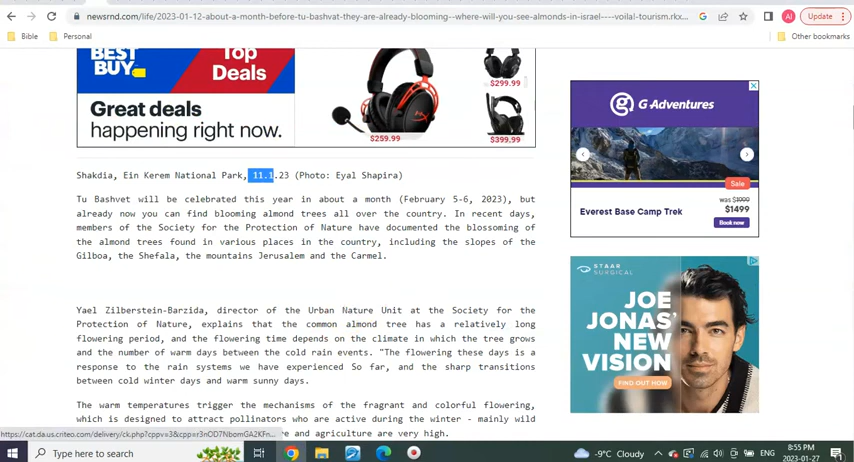 newsrnd.com/life/2023-01-12-about-a-month-before-tu-bashvat-they-are-already-blooming--where-will-you-see-almonds-in-israel----voila!-tourism.rkx...
AI
Update
Bible
Personal
Other bookmarks
BEST
BUY
Top
Deals
Great deals
happening right now.
$259.99
$299.99
$399.99
Shakdia, Ein Kerem National Park, 11.1.23 (Photo: Eyal Shapira)
Tu Bashvet will be celebrated this year in about a month (February 5-6, 2023), but
already now you can find blooming almond trees all over the country. In recent days,
members of the Society for the Protection of Nature have documented the blossoming of
the almond trees found in various places in the country, including the slopes of the
Gilboa, the Shefala, the mountains Jerusalem and the Carmel.
Yael Zilberstein-Barzida, director of the Urban Nature Unit at the Society for the
Protection of Nature, explains that the common almond tree has a relatively long
flowering period, and the flowering time depends on the climate in which the tree grows
and the number of warm days between the cold rain events. "The flowering these days is a
response to the rain systems we have experienced So far, and the sharp transitions
between cold winter days and warm sunny days.
The warm temperatures trigger the mechanisms of the fragrant and colorful flowering,
which is designed to attract pollinators who are active during the winter - mainly wild
e and agriculture are very high.
G Adventures
Sale
Everest Base Camp Trek
was $1999
$1499
Book now
STAAR
SURGICAL
JOE
JONAS'
NEW
VISION
FIND OUT HOW
Type here to search
-9°C Cloudy
ENG
8:55 PM
2023-01-27